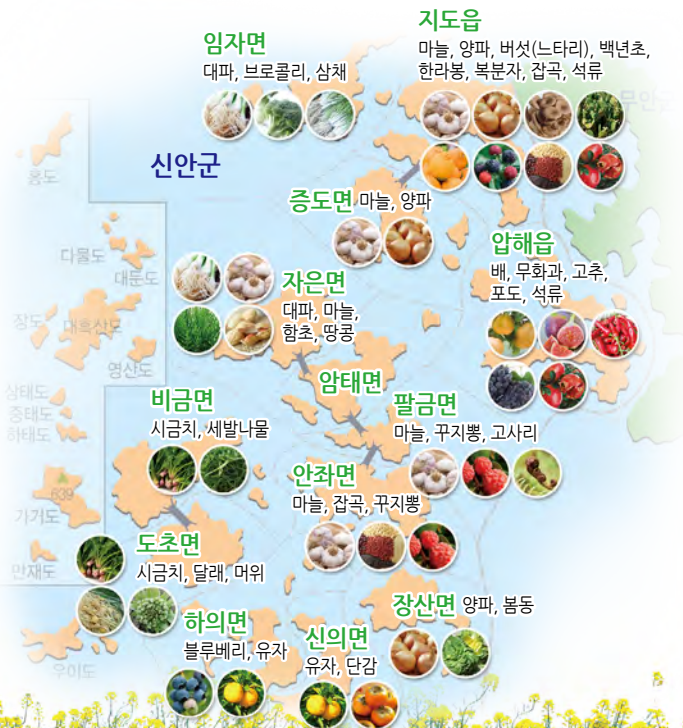 임자면
대파, 브로콜리, 삼채
지도읍
마늘, 양파, 버섯(느타리), 백년초,
한라봉, 복분자, 잡곡, 석류
무안군
신안군
홍도
증도면 마늘, 양파
압해읍
배, 무화과, 고추,
포도, 석류
다물도
대둔도
자은면
대파, 마늘,
함초, 땅콩
장도
대흑산도
영산도
암태면
상태도
중태도
하태도
비금면
시금치, 세발나물
팔금면
마늘, 꾸지뽕, 고사리
안좌면
마늘, 잡곡, 꾸지뽕
639
가거도
만재도
도초면
시금치, 달래, 머위
장산면 양파, 봄동
하의면
블루베리, 유자
신의면
유자, 단감
우이도